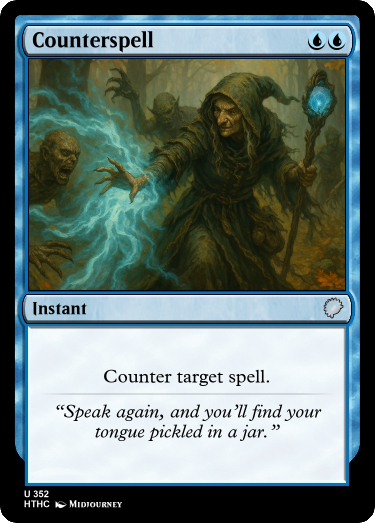 Counterspell
Instant
Counter target spell.
“Speak again, and you’ll find your
tongue pickled in a jar.”
U 352
HTHC Midjourney